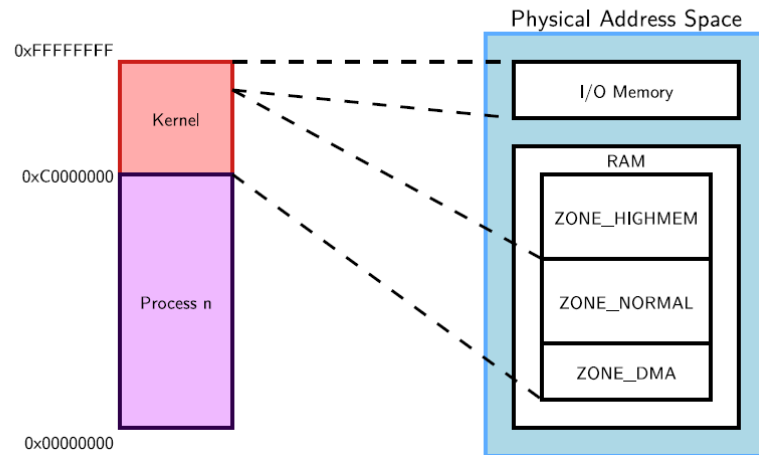 Physical Address Space
0xFFFFFFFF
I/O Memory
Kernel
RAM
0xC0000000
ZONE_HIGHMEM
Process n
ZONE_NORMAL
ZONE_DMA
0x00000000